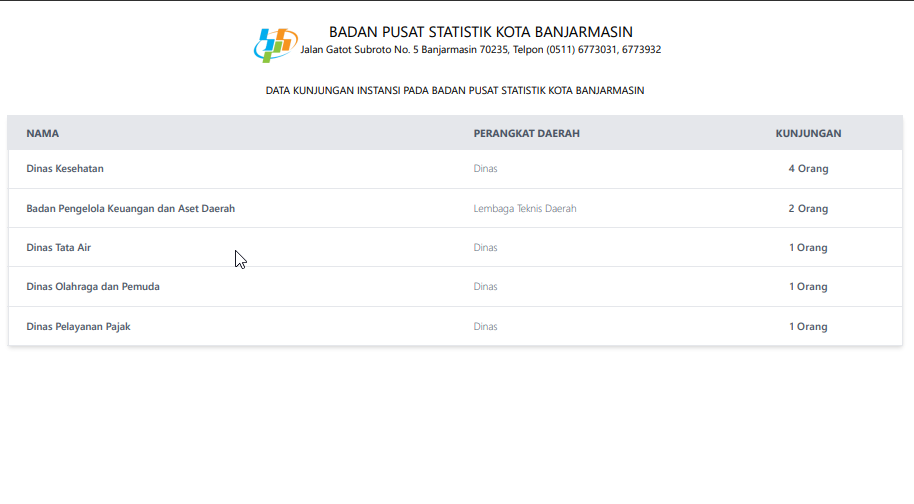 BADAN PUSAT STATISTIK KOTA BANJARMASIN
Jalan Gatot Subroto No. 5 Banjarmasin 70235, Telpon (0511) 6773031, 6773932
DATA KUNJUNGAN INSTANSI PADA BADAN PUSAT STATISTIK KOTA BANJARMASIN
NAMA PERANGKAT DAERAH KUNJUNGAN
Dinas Kesehatan Dinas 4 Orang
Badan Pengelola Keuangan dan Aset Daerah Lembaga Teknis Daerah 2 Orang
Dinas Tata Air Dinas 1 Orang
Dinas Olahraga dan Pemuda Dinas 1 Orang
Dinas Pelayanan Pajak Dinas 1 Orang